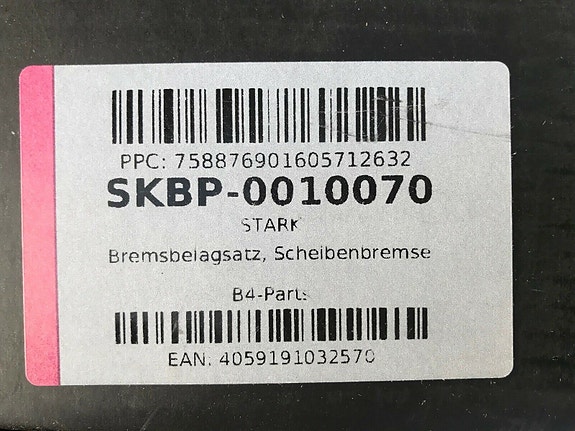 PPC: 758876901605712632
SKBP-0010070
STARK
Bremsbelagsatz, Scheibenbremse
B4-Parts
EAN: 4059191032570